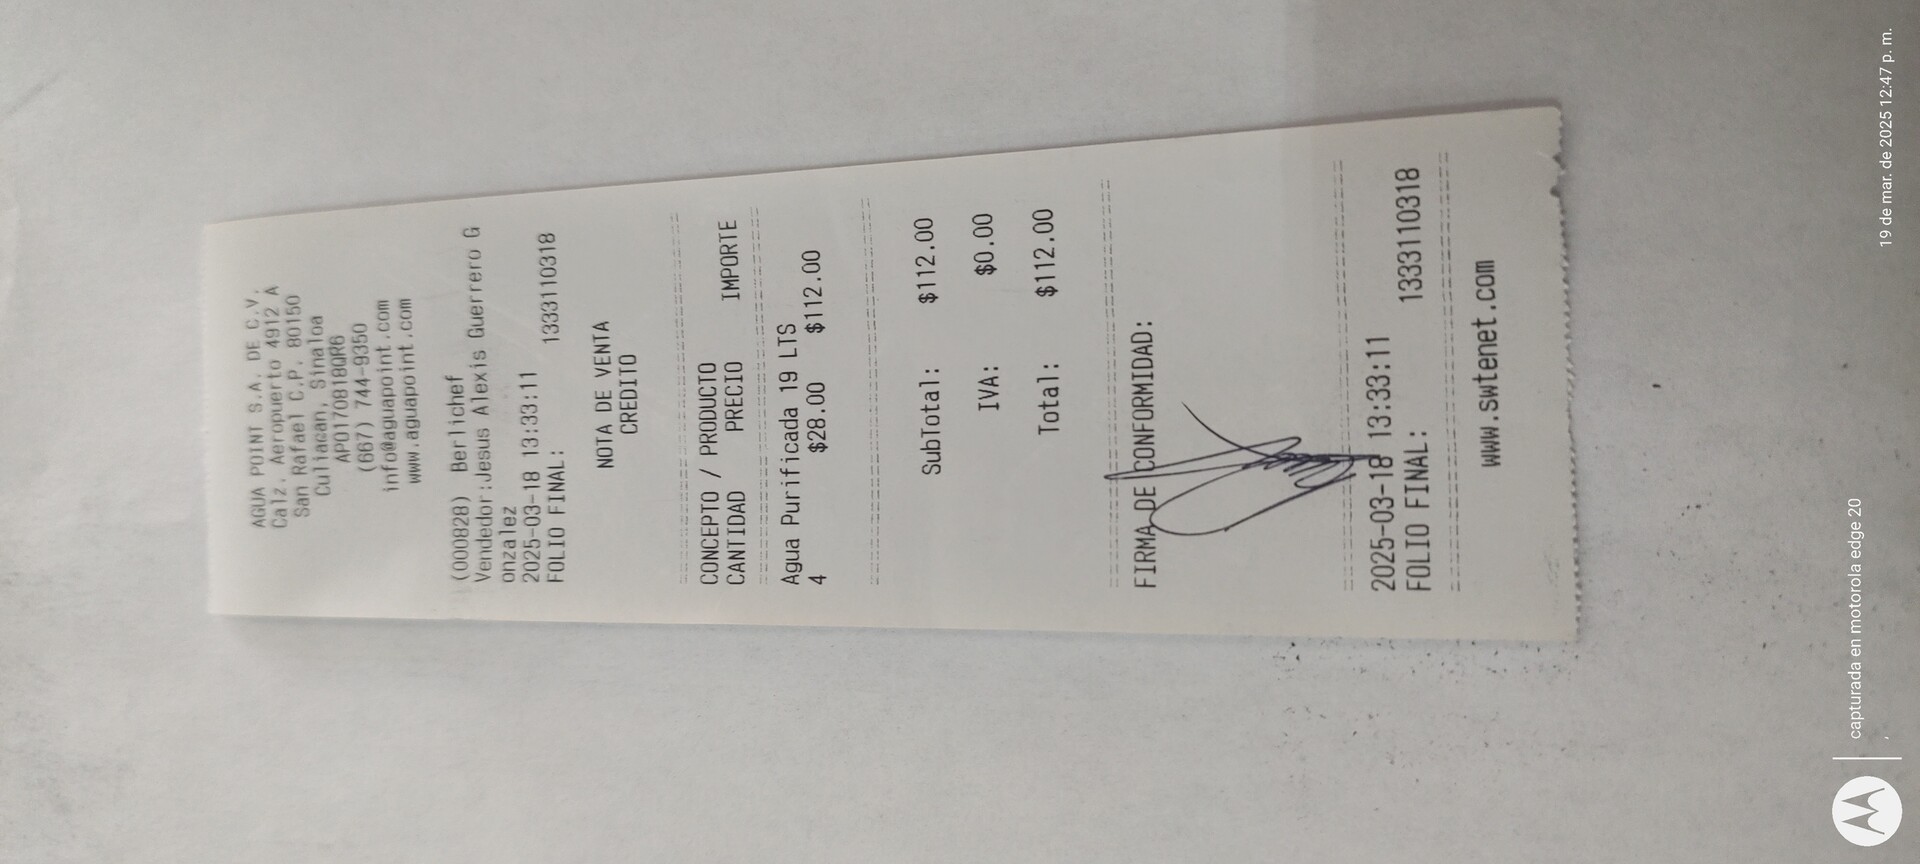 AGUA POINT S.A. DE C.V.
Calz. Aeropuerto 4912 A
San Rafael C.P. 80150
Culiacan, Sinaloa
APO170818QR6
(667) 744-9350
info@aguapoint.com
www.aguapoint.com
(000828) Berlichef
Vendedor:Jesus Alexis Guerrero G
onzalez
2025-03-18 13:33:11
FOLIO FINAL: 1333110318
NOTA DE VENTA
CREDITO
CONCEPTO / PRODUCTO
CANTIDAD PRECIO IMPORTE
Agua Purificada 19 LTS
4 $28.00 $112.00
SubTotal: $112.00
IVA: $0.00
Total: $112.00
FIRMA DE CONFORMIDAD:
2025-03-18 13:33:11
FOLIO FINAL: 1333110318
www.swtenet.com
capturada en motorola edge 20
19 de mar. de 2025 12:47 p. m.